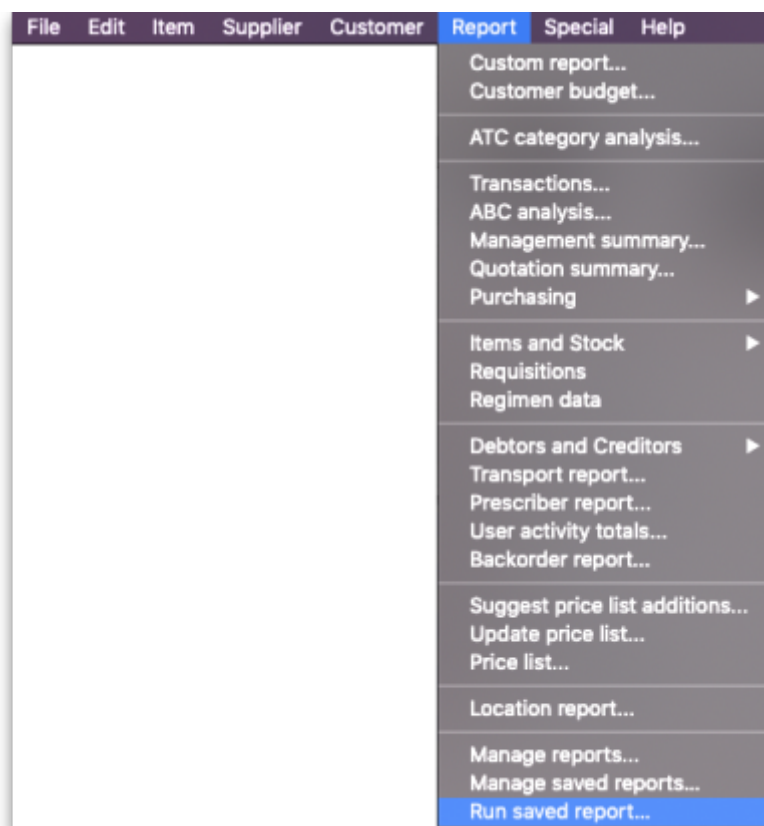 File Edit Item Supplier Customer Report Special Help
Custom report...
Customer budget...
ATC category analysis...
Transactions...
ABC analysis...
Management summary...
Quotation summary...
Purchasing
Items and Stock
Requisitions
Regimen data
Debtors and Creditors
Transport report...
Prescriber report...
User activity totals...
Backorder report...
Suggest price list additions...
Update price list...
Price list...
Location report...
Manage reports...
Manage saved reports...
Run saved report...